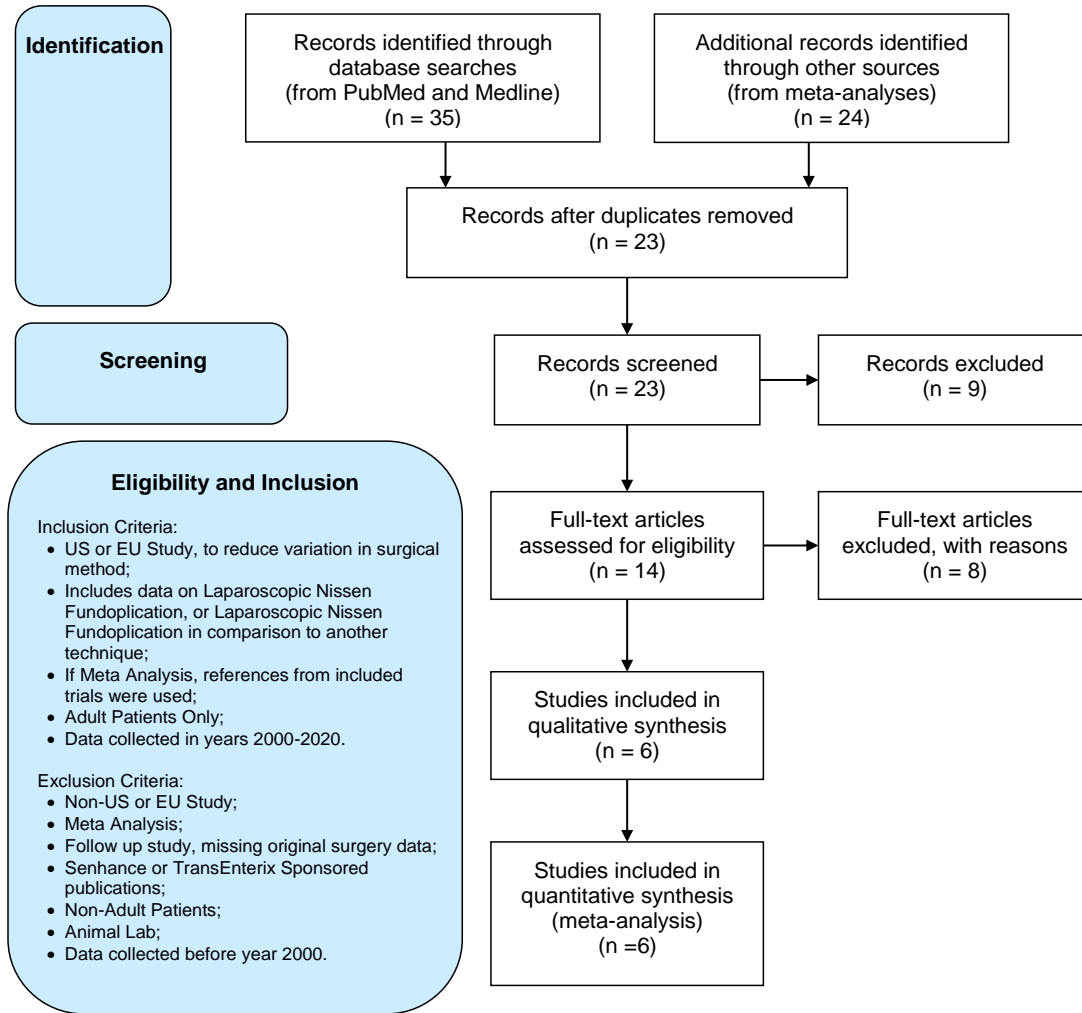 Identification
Records identified through
database searches
(from PubMed and Medline)
(n = 35)
Additional records identified
through other sources
(from meta-analyses)
(n = 24)
Records after duplicates removed
(n = 23)
Screening
Records screened
(n = 23)
Records excluded
(n = 9)
Eligibility and Inclusion
Inclusion Criteria:
• US or EU Study, to reduce variation in surgical
method;
• Includes data on Laparoscopic Nissen
Fundoplication, or Laparoscopic Nissen
Fundoplication in comparison to another
technique;
• If Meta Analysis, references from included
trials were used;
• Adult Patients Only;
• Data collected in years 2000-2020.
Exclusion Criteria:
• Non-US or EU Study;
• Meta Analysis;
• Follow up study, missing original surgery data;
• Senhance or TransEnterix Sponsored
publications;
• Non-Adult Patients;
• Animal Lab;
• Data collected before year 2000.
Full-text articles
assessed for eligibility
(n = 14)
Full-text articles
excluded, with reasons
(n = 8)
Studies included in
qualitative synthesis
(n = 6)
Studies included in
quantitative synthesis
(meta-analysis)
(n =6)